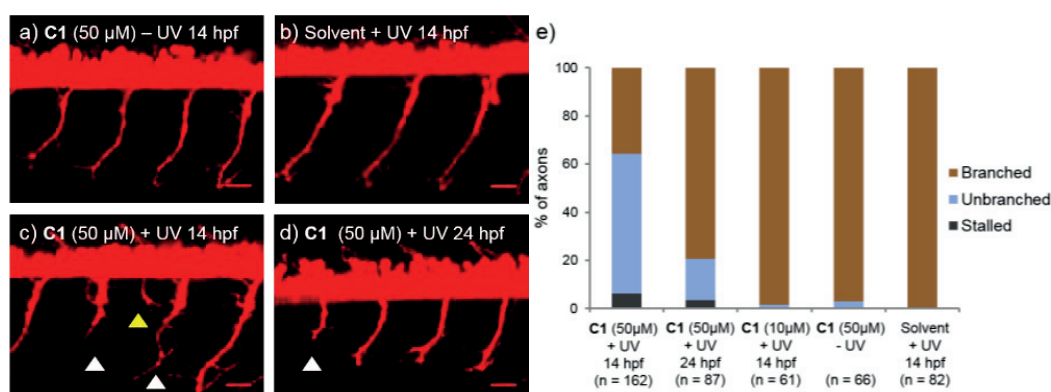 a) C1 (50 µM) – UV 14 hpf
b) Solvent + UV 14 hpf
c) C1 (50 µM) + UV 14 hpf
d) C1 (50 µM) + UV 24 hpf
e)
% of axons
100
80
60
40
20
0
Branched
Unbranched
Stalled
C1 (50µM)
+ UV
14 hpf
(n = 162)
C1 (50µM)
+ UV
24 hpf
(n = 87)
C1 (10µM)
+ UV
14 hpf
(n = 61)
C1 (50µM)
- UV
(n = 66)
Solvent
+ UV
14 hpf
(n = 82)